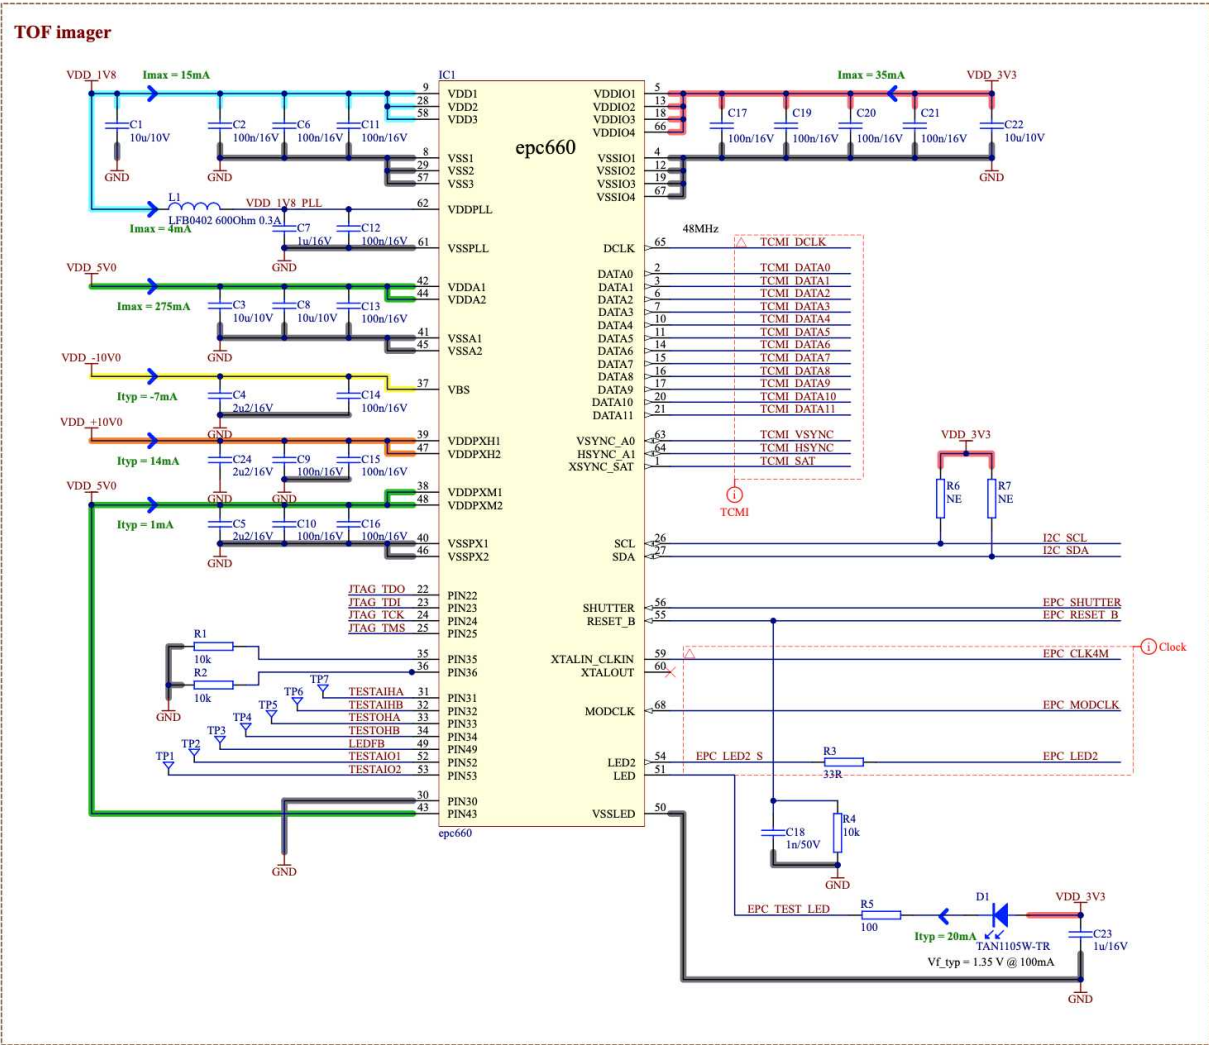 TOF imager
VDD_1V8
Imax = 15mA
IC1
Imax = 35mA
VDD_3V3
9 VDD1
28 VDD2
58 VDD3
VDDIO1 5
VDDIO2 13
VDDIO3 18
VDDIO4 66
C1
10u/10V
C2
100n/16V
C6
100n/16V
C11
100n/16V
C17
100n/16V
C19
100n/16V
C20
100n/16V
C21
100n/16V
C22
10u/10V
epc660
8 VSS1
29 VSS2
57 VSS3
VSSIO1 4
VSSIO2 12
VSSIO3 19
VSSIO4 67
GND
GND
GND
L1
VDD_1V8_PLL
62 VDDPLL
LFB0402 600Ohm 0.3A
Imax = 4mA
C7
1u/16V
C12
100n/16V
61 VSSPLL
GND
48MHz
DCLK 65 TCMI_DCLK
DATA0 2 TCMI_DATA0
DATA1 3 TCMI_DATA1
DATA2 6 TCMI_DATA2
DATA3 7 TCMI_DATA3
DATA4 10 TCMI_DATA4
DATA5 11 TCMI_DATA5
DATA6 14 TCMI_DATA6
DATA7 15 TCMI_DATA7
DATA8 16 TCMI_DATA8
DATA9 17 TCMI_DATA9
DATA10 20 TCMI_DATA10
DATA11 21 TCMI_DATA11
VDD_5V0
Imax = 275mA
42 VDDA1
44 VDDA2
C3
10u/10V
C8
10u/10V
C13
100n/16V
41 VSSA1
45 VSSA2
GND
VDD_-10V0
Ityp = -7mA
37 VBS
C4
2u2/16V
C14
100n/16V
GND
VDD_+10V0
Ityp = 14mA
39 VDDPXH1
47 VDDPXH2
C24
2u2/16V
C9
100n/16V
C15
100n/16V
GND
GND
VSYNC_A0 63 TCMI_VSYNC
HSYNC_A1 64 TCMI_HSYNC
XSYNC_SAT 1 TCMI_SAT
TCMI
VDD_3V3
R6
NE
R7
NE
VDD_5V0
Ityp = 1mA
38 VDDPXM1
48 VDDPXM2
C5
2u2/16V
C10
100n/16V
C16
100n/16V
40 VSSPX1
46 VSSPX2
GND
SCL 26 I2C_SCL
SDA 27 I2C_SDA
JTAG_TDO 22 PIN22
JTAG_TDI 23 PIN23
JTAG_TCK 24 PIN24
JTAG_TMS 25 PIN25
SHUTTER 56 EPC_SHUTTER
RESET_B 55 EPC_RESET_B
R1
10k
R2
10k
GND
35 PIN35
36 PIN36
XTALIN_CLKIN 59 EPC_CLK4M
XTALOUT 60
Clock
TP7 TESTAIHA 31 PIN31
TP6 TESTAIHB 32 PIN32
TP5 TESTOHA 33 PIN33
TP4 TESTOHB 34 PIN34
TP3 LEDFB 49 PIN49
TP2 TESTAIO1 52 PIN52
TP1 TESTAIO2 53 PIN53
MODCLK 68 EPC_MODCLK
LED2 54 EPC_LED2_S
R3
33R
EPC_LED2
LED 51
30 PIN30
43 PIN43
VSSLED 50
epc660
GND
C18
1n/50V
R4
10k
GND
EPC_TEST_LED
R5
100
Ityp = 20mA
D1
TAN1105W-TR
Vf_typ = 1.35 V @ 100mA
VDD_3V3
C23
1u/16V
GND